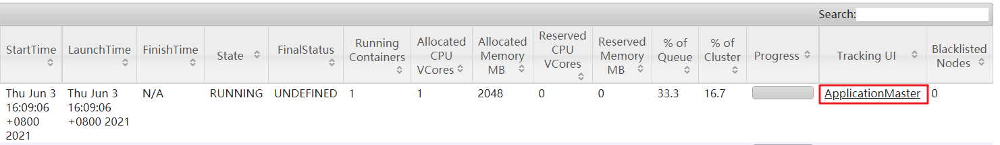 Search:
StartTime
LaunchTime
FinishTime
State
FinalStatus
Running
Containers
Allocated
CPU
VCores
Allocated
Memory
MB
Reserved
CPU
VCores
Reserved
Memory
MB
% of
Queue
% of
Cluster
Progress
Tracking UI
Blacklisted
Nodes
Thu Jun 3
16:09:06
+0800
2021
Thu Jun 3
16:09:06
+0800 2021
N/A
RUNNING
UNDEFINED
1
1
2048
0
0
33.3
16.7
ApplicationMaster
0